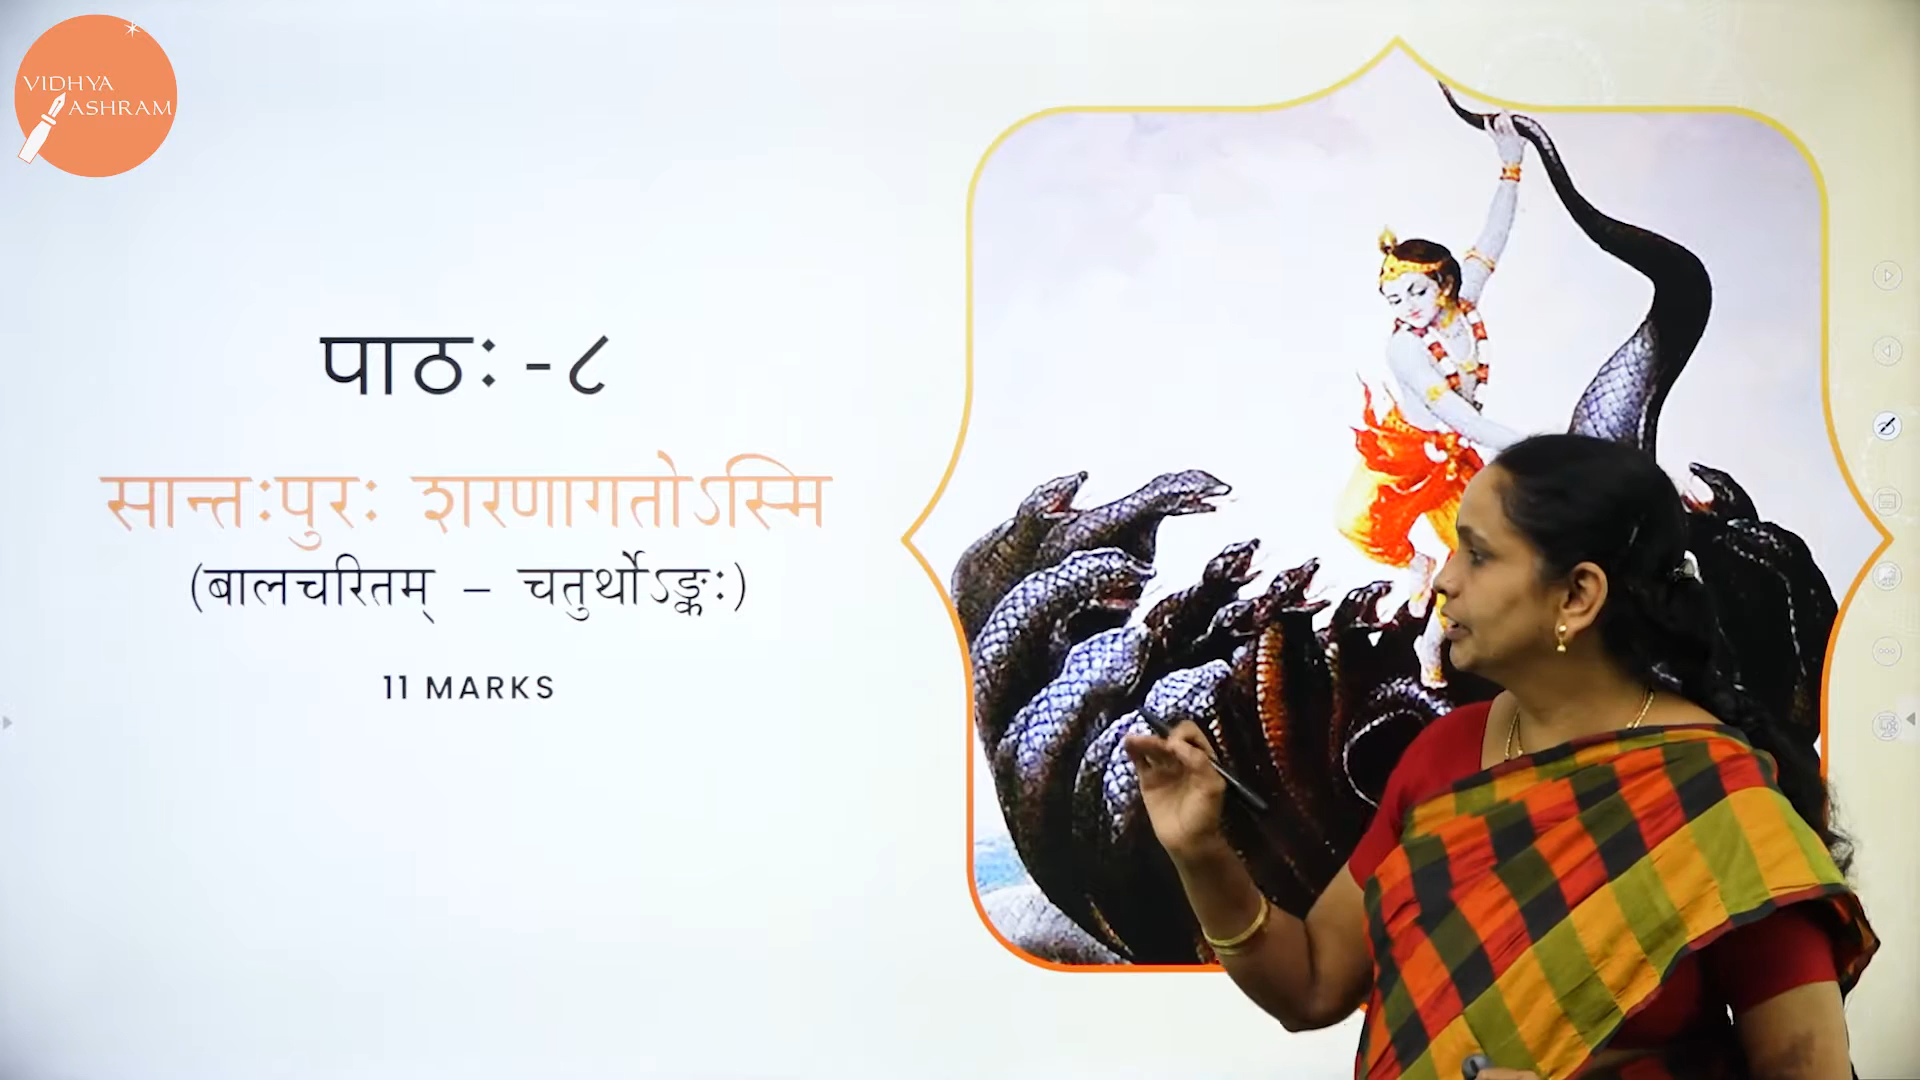 VIDHYA
ASHRAM
पाठः -८
सान्तःपुरः शरणागतोऽस्मि
(बालचरितम् – चतुर्थोऽङ्कः)
11 MARKS